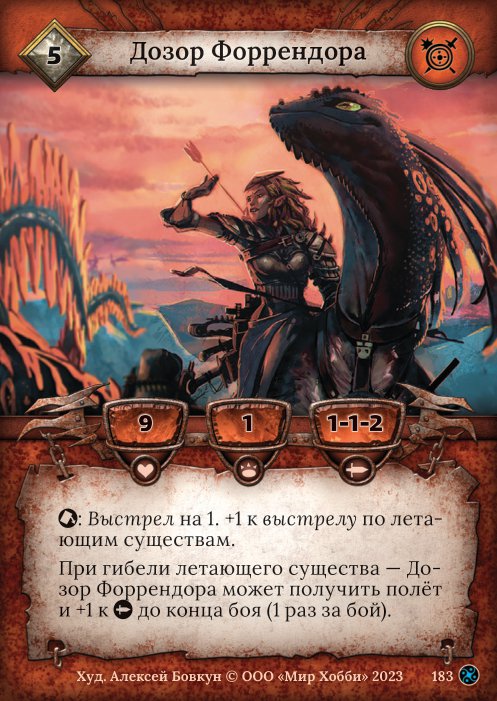 5
Дозор Форрендора
9
1
1-1-2
: Выстрел на 1. +1 к выстрелу по лета-
ющим существам.
При гибели летающего существа — До-
зор Форрендора может получить полёт
и +1 к до конца боя (1 раз за бой).
Худ. Алексей Бовкун © ООО «Мир Хобби» 2023
183